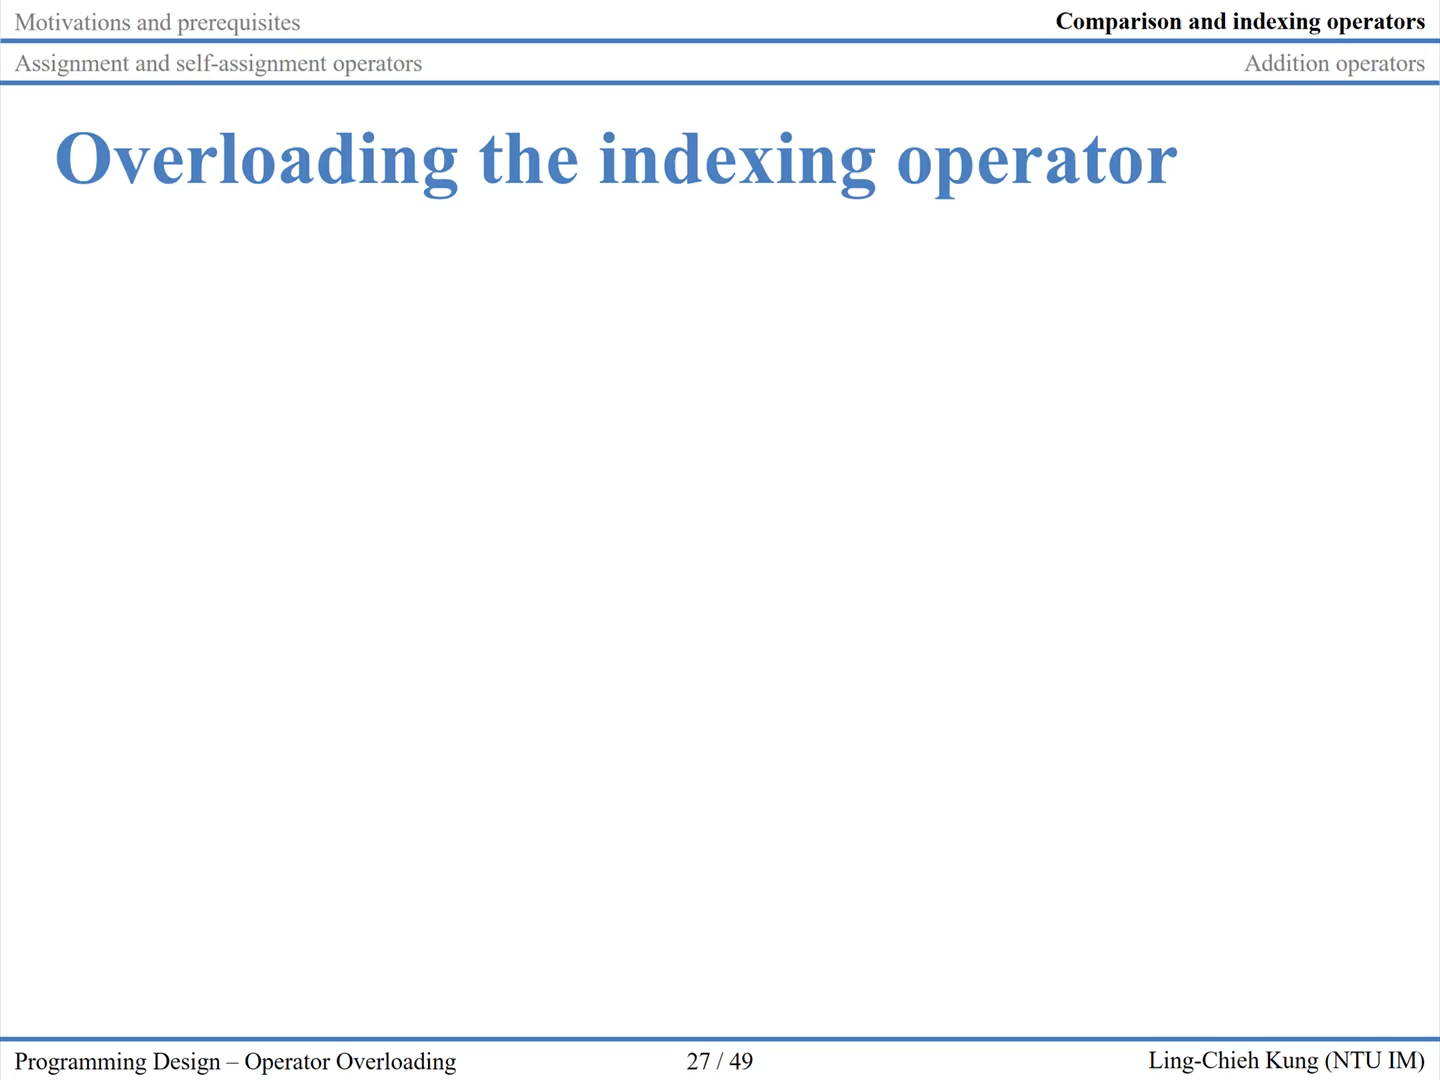 Motivations and prerequisites
Comparison and indexing operators
Assignment and self-assignment operators
Addition operators
Overloading the indexing operator
Programming Design – Operator Overloading
27 / 49
Ling-Chieh Kung (NTU IM)